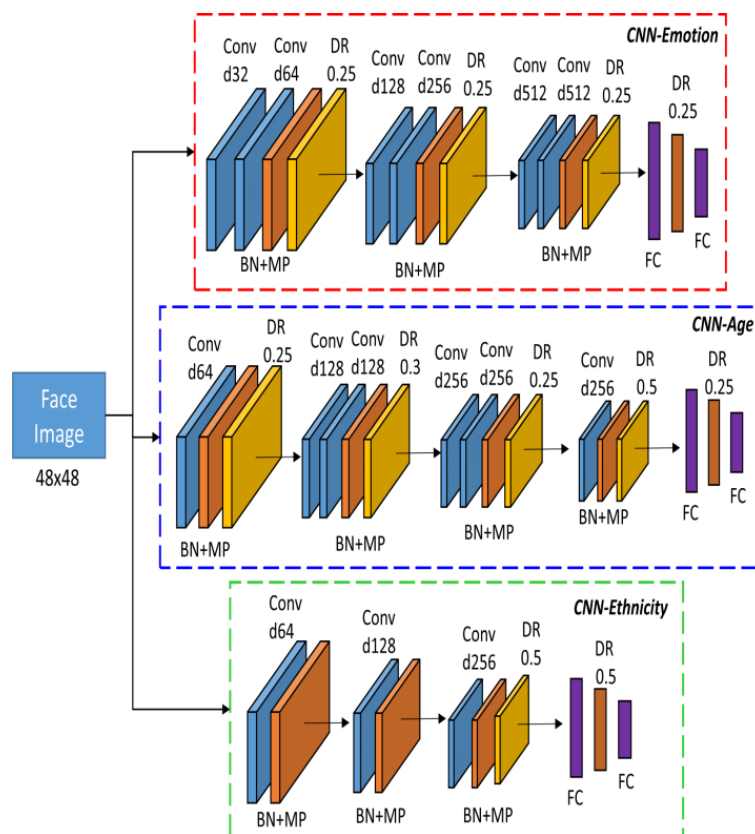 CNN-Emotion
Conv Conv DR
d32 d64 0.25
Conv Conv DR
d128 d256 0.25
Conv Conv DR
d512 d512 0.25
DR
0.25
BN+MP
BN+MP
BN+MP
FC
FC
Face
Image
48x48
CNN-Age
Conv DR
d64 0.25
Conv Conv DR
d128 d128 0.3
Conv Conv DR
d256 d256 0.25
Conv DR
d256 0.5
DR
0.25
BN+MP
BN+MP
BN+MP
BN+MP
FC
FC
CNN-Ethnicity
Conv
d64
Conv
d128
Conv DR
d256 0.5
DR
0.5
BN+MP
BN+MP
BN+MP
FC
FC